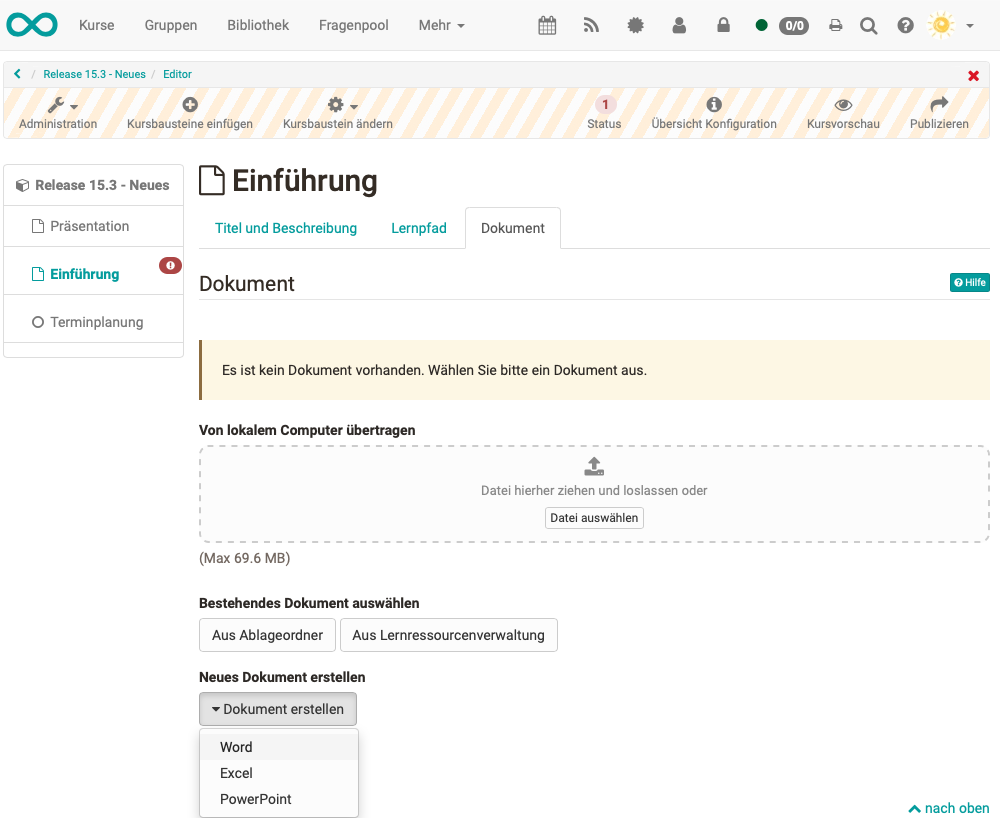 Kurse Gruppen Bibliothek Fragenpool Mehr 0/0
/ Release 15.3 - Neues / Editor
Administration Kursbausteine einfügen Kursbaustein ändern 1 Status Übersicht Konfiguration Kursvorschau Publizieren
Release 15.3 - Neues
Präsentation
Einführung
Terminplanung
Einführung
Titel und Beschreibung Lernpfad Dokument
Dokument Hilfe
Es ist kein Dokument vorhanden. Wählen Sie bitte ein Dokument aus.
Von lokalem Computer übertragen
Datei hierher ziehen und loslassen oder
Datei auswählen
(Max 69.6 MB)
Bestehendes Dokument auswählen
Aus Ablageordner Aus Lernressourcenverwaltung
Neues Dokument erstellen
Dokument erstellen
Word
Excel
PowerPoint
nach oben